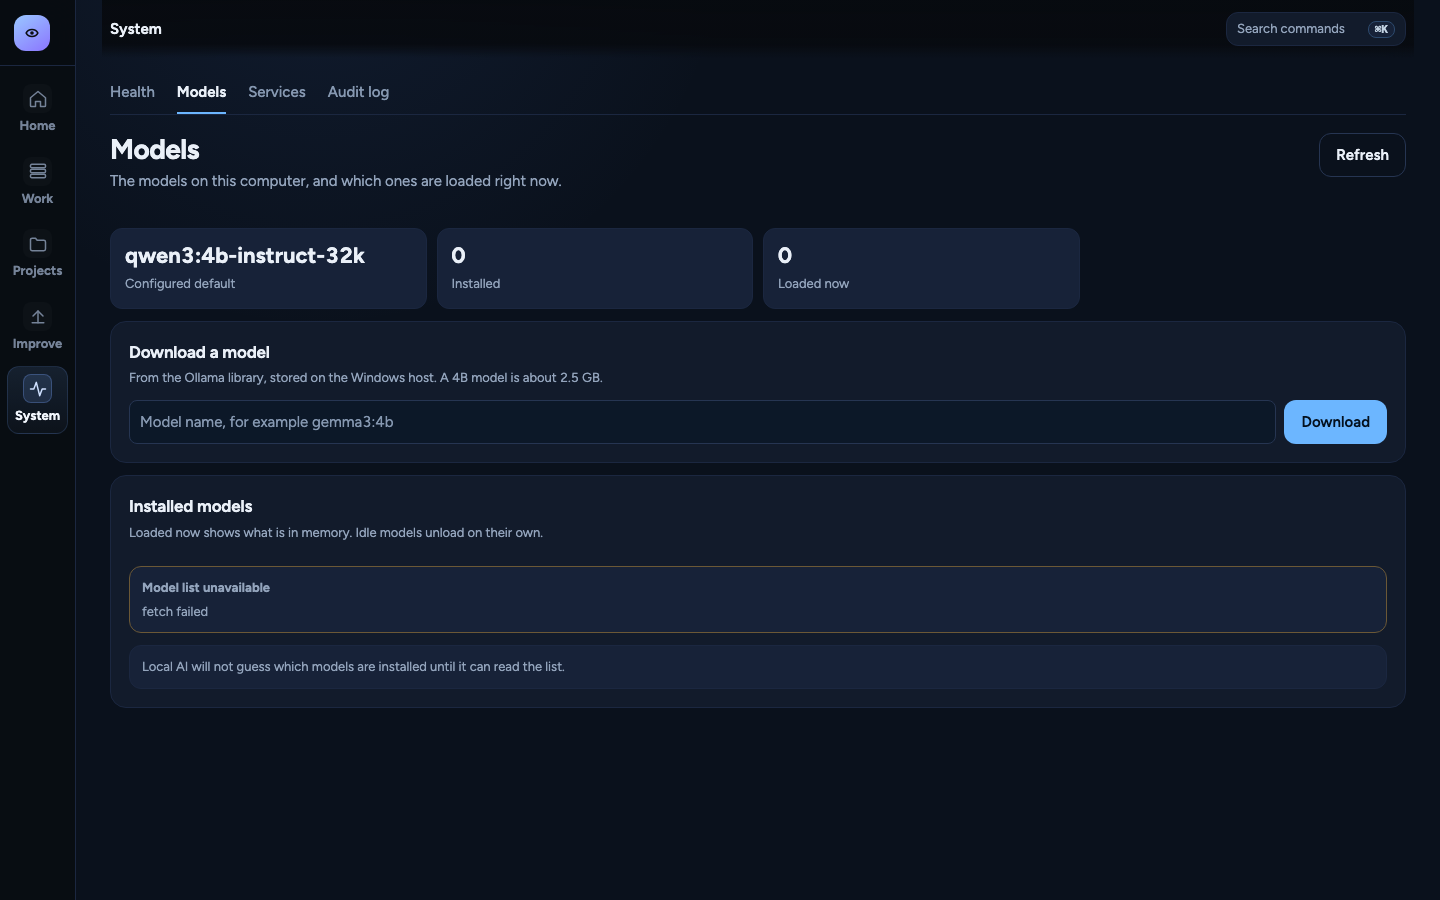 System
Search commands ⌘K
Home
Work
Projects
Improve
System
Health Models Services Audit log
Models
The models on this computer, and which ones are loaded right now.
Refresh
qwen3:4b-instruct-32k
Configured default
0
Installed
0
Loaded now
Download a model
From the Ollama library, stored on the Windows host. A 4B model is about 2.5 GB.
Model name, for example gemma3:4b
Download
Installed models
Loaded now shows what is in memory. Idle models unload on their own.
Model list unavailable
fetch failed
Local AI will not guess which models are installed until it can read the list.